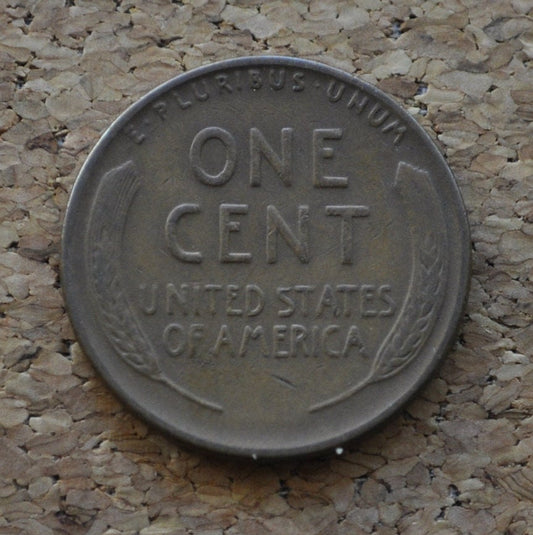 E·PLURIBUS·UNUM
ONE
CENT
UNITED STATES
OF AMERICA